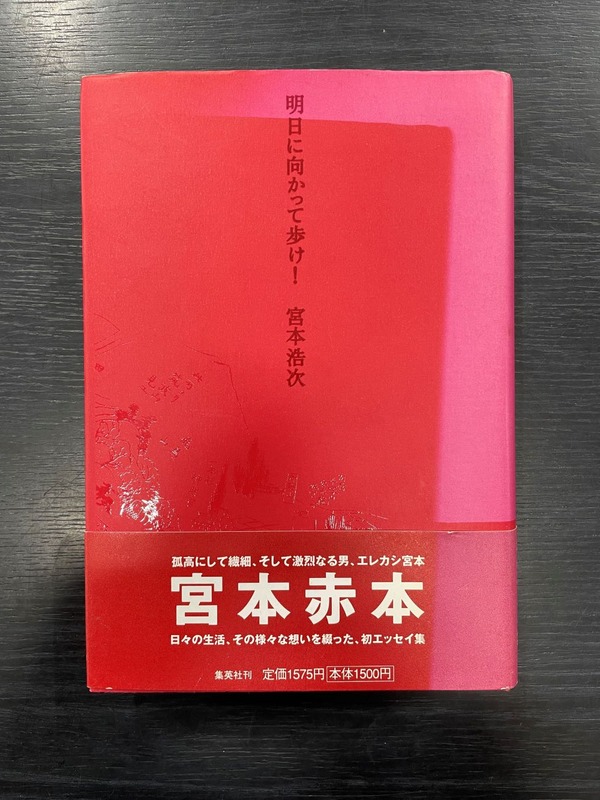 明日に向かって歩け！　宮本浩次
孤高にして繊細、そして激烈なる男、エレカシ宮本
宮本赤本
日々の生活、その様々な想いを綴った、初エッセイ集
集英社刊　定価1575円 本体1500円